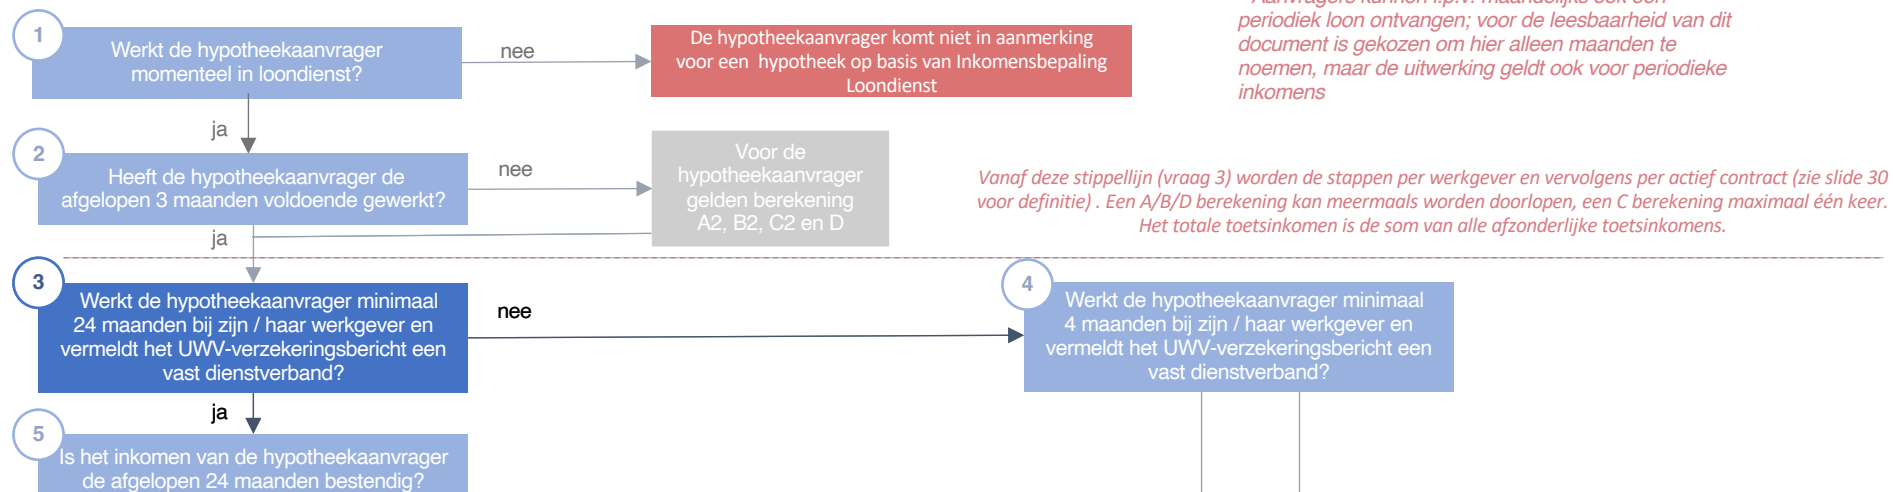 *Aanvragers kunnen i.p.v. maandelijks ook een
periodiek loon ontvangen; voor de leesbaarheid van dit
document is gekozen om hier alleen maanden te
noemen, maar de uitwerking geldt ook voor periodieke
inkomens
1
Werkt de hypotheekaanvrager
momenteel in loondienst?
nee
De hypotheekaanvrager komt niet in aanmerking
voor een hypotheek op basis van Inkomensbepaling
Loondienst
ja
2
Heeft de hypotheekaanvrager de
afgelopen 3 maanden voldoende gewerkt?
nee
Voor de
hypotheekaanvrager
gelden berekening
A2, B2, C2 en D
ja
Vanaf deze stippellijn (vraag 3) worden de stappen per werkgever en vervolgens per actief contract (zie slide 30
voor definitie) . Een A/B/D berekening kan meermaals worden doorlopen, een C berekening maximaal één keer.
Het totale toetsinkomen is de som van alle afzonderlijke toetsinkomens.
3
Werkt de hypotheekaanvrager minimaal
24 maanden bij zijn / haar werkgever en
vermeldt het UWV-verzekeringsbericht een
vast dienstverband?
nee
4
Werkt de hypotheekaanvrager minimaal
4 maanden bij zijn / haar werkgever en
vermeldt het UWV-verzekeringsbericht een
vast dienstverband?
ja
5
Is het inkomen van de hypotheekaanvrager
de afgelopen 24 maanden bestendig?